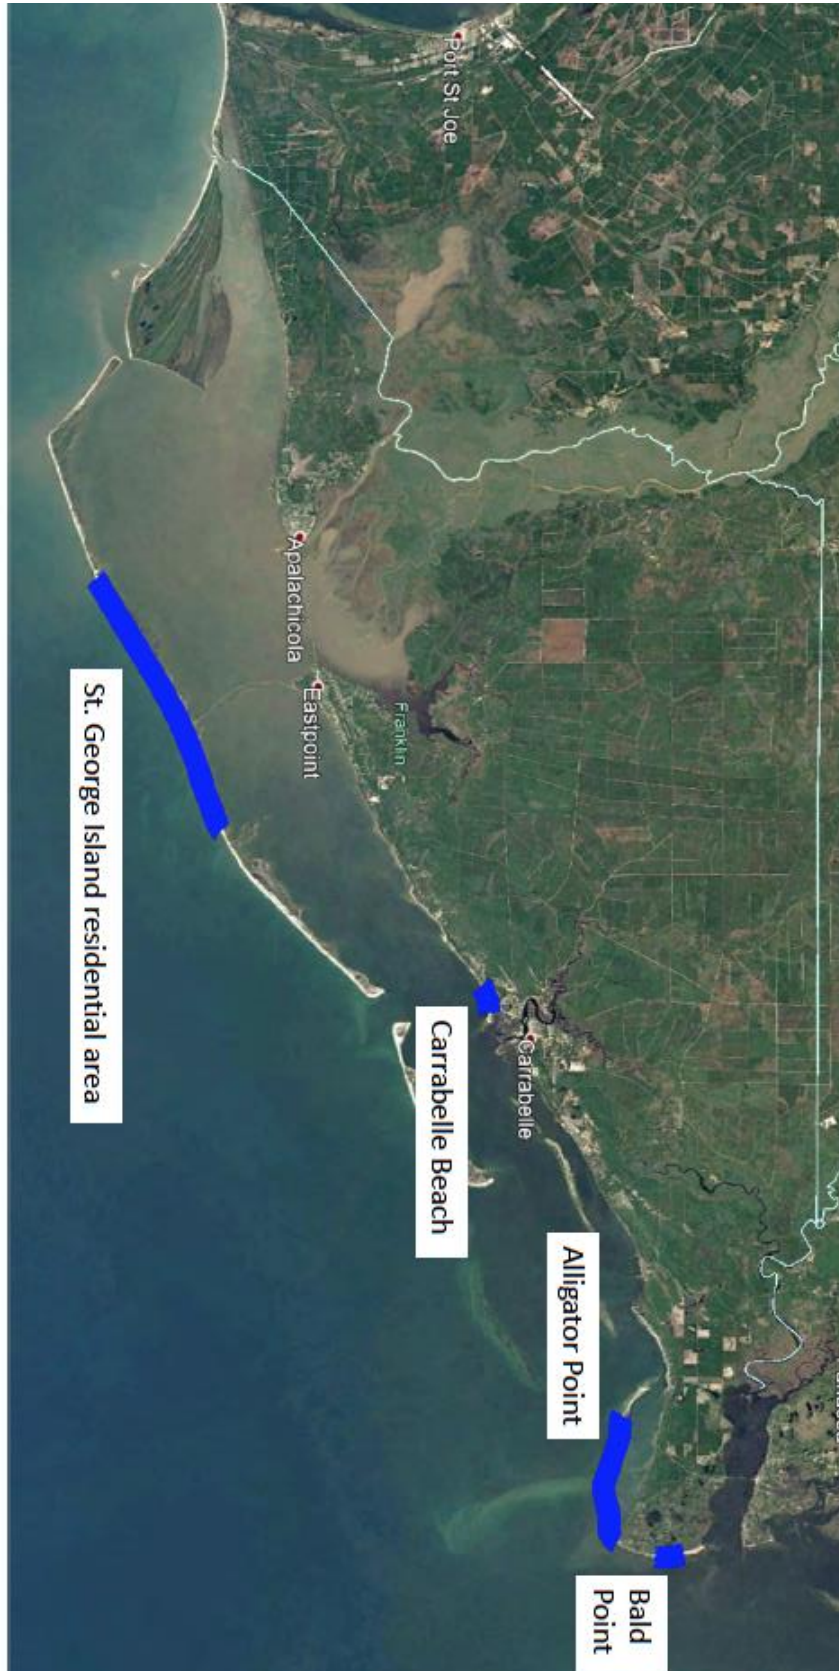 Port St Joe
Apalachicola
Eastpoint
Franklin
Carrabelle
St. George Island residential area
Carrabelle Beach
Alligator Point
Bald
Point